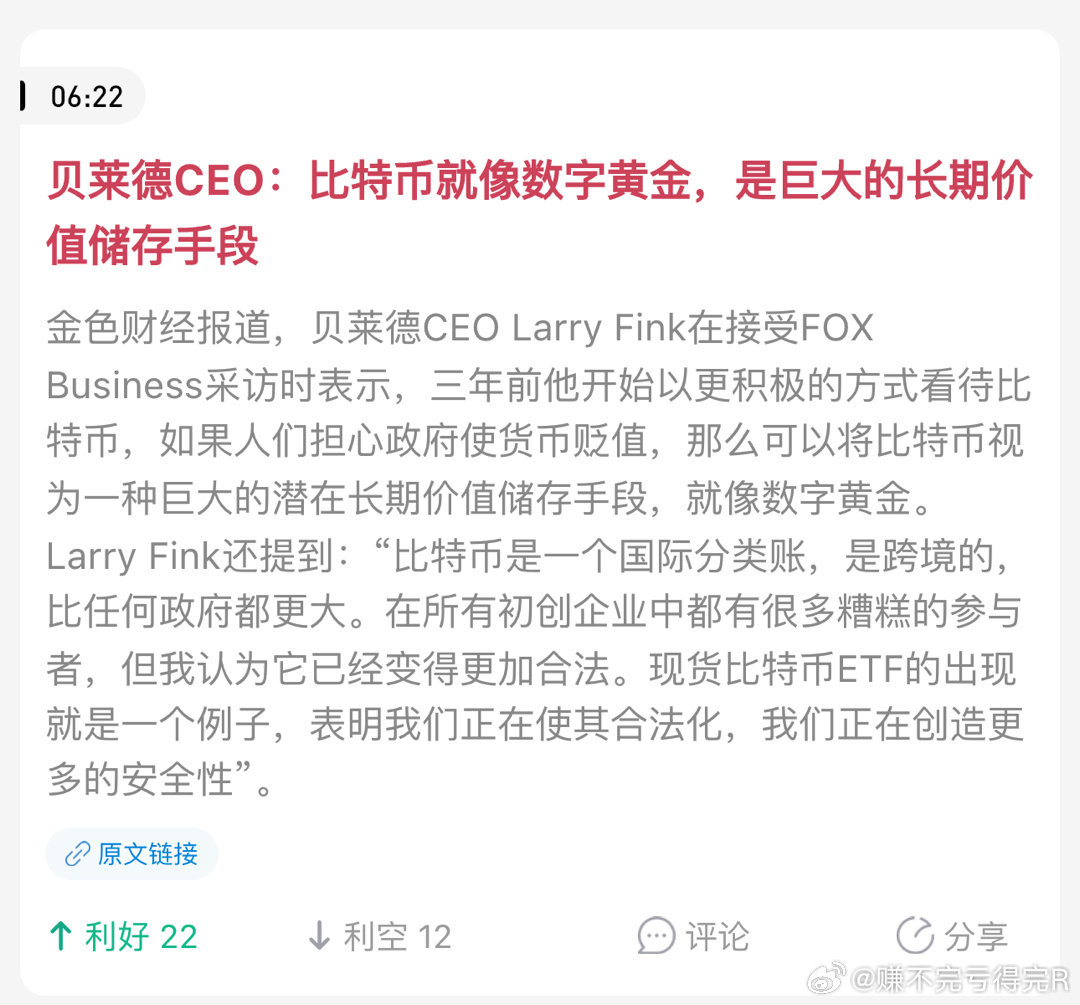 06:22
贝莱德CEO：比特币就像数字黄金，是巨大的长期价
值储存手段
金色财经报道，贝莱德CEO Larry Fink在接受FOX
Business采访时表示，三年前他开始以更积极的方式看待比
特币，如果人们担心政府使货币贬值，那么可以将比特币视
为一种巨大的潜在长期价值储存手段，就像数字黄金。
Larry Fink还提到：“比特币是一个国际分类账，是跨境的，
比任何政府都更大。在所有初创企业中都有很多糟糕的参与
者，但我认为它已经变得更加合法。现货比特币ETF的出现
就是一个例子，表明我们正在使其合法化，我们正在创造更
多的安全性”。
原文链接
利好 22 利空 12 评论 分享
@赚不完亏得完R